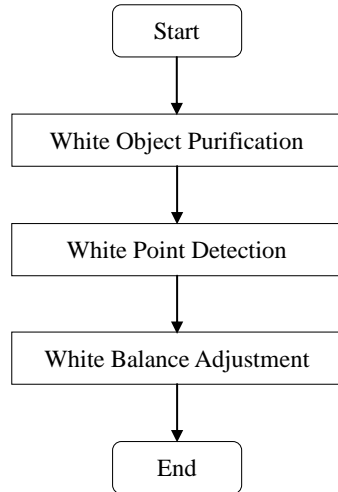 Start
White Object Purification
White Point Detection
White Balance Adjustment
End